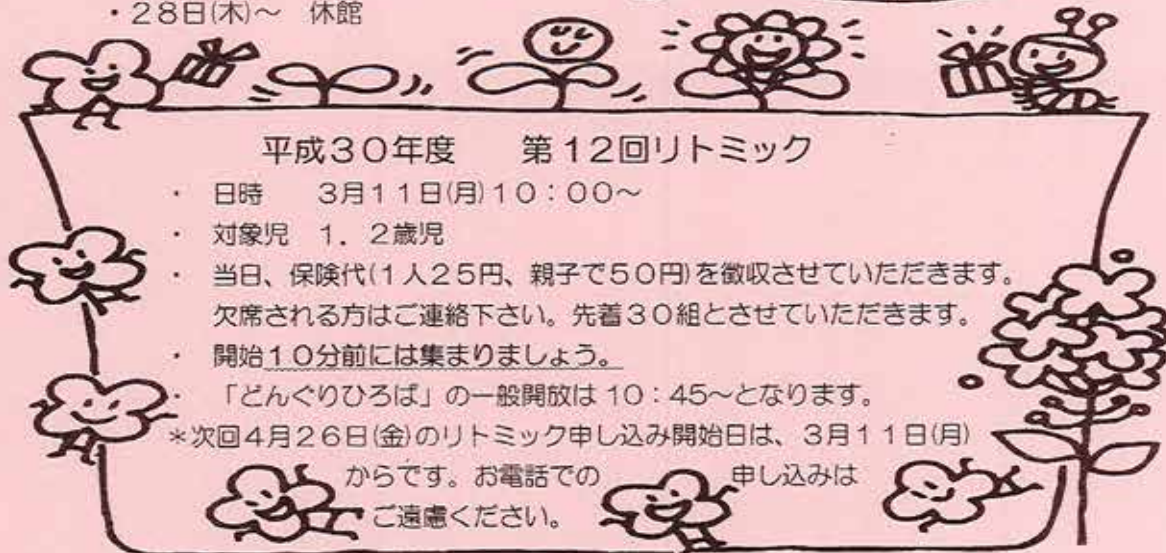 ・28日(木)～ 休館
平成30年度 第12回リトミック
・ 日時 3月11日(月)10：00～
・ 対象児 1．2歳児
・ 当日、保険代(1人25円、親子で50円)を徴収させていただきます。
欠席される方はご連絡下さい。先着30組とさせていただきます。
・ 開始10分前には集まりましょう。
・ 「どんぐりひろば」の一般開放は10：45～となります。
＊次回4月26日(金)のリトミック申し込み開始日は、3月11日(月)
からです。お電話での 申し込みは
ご遠慮ください。